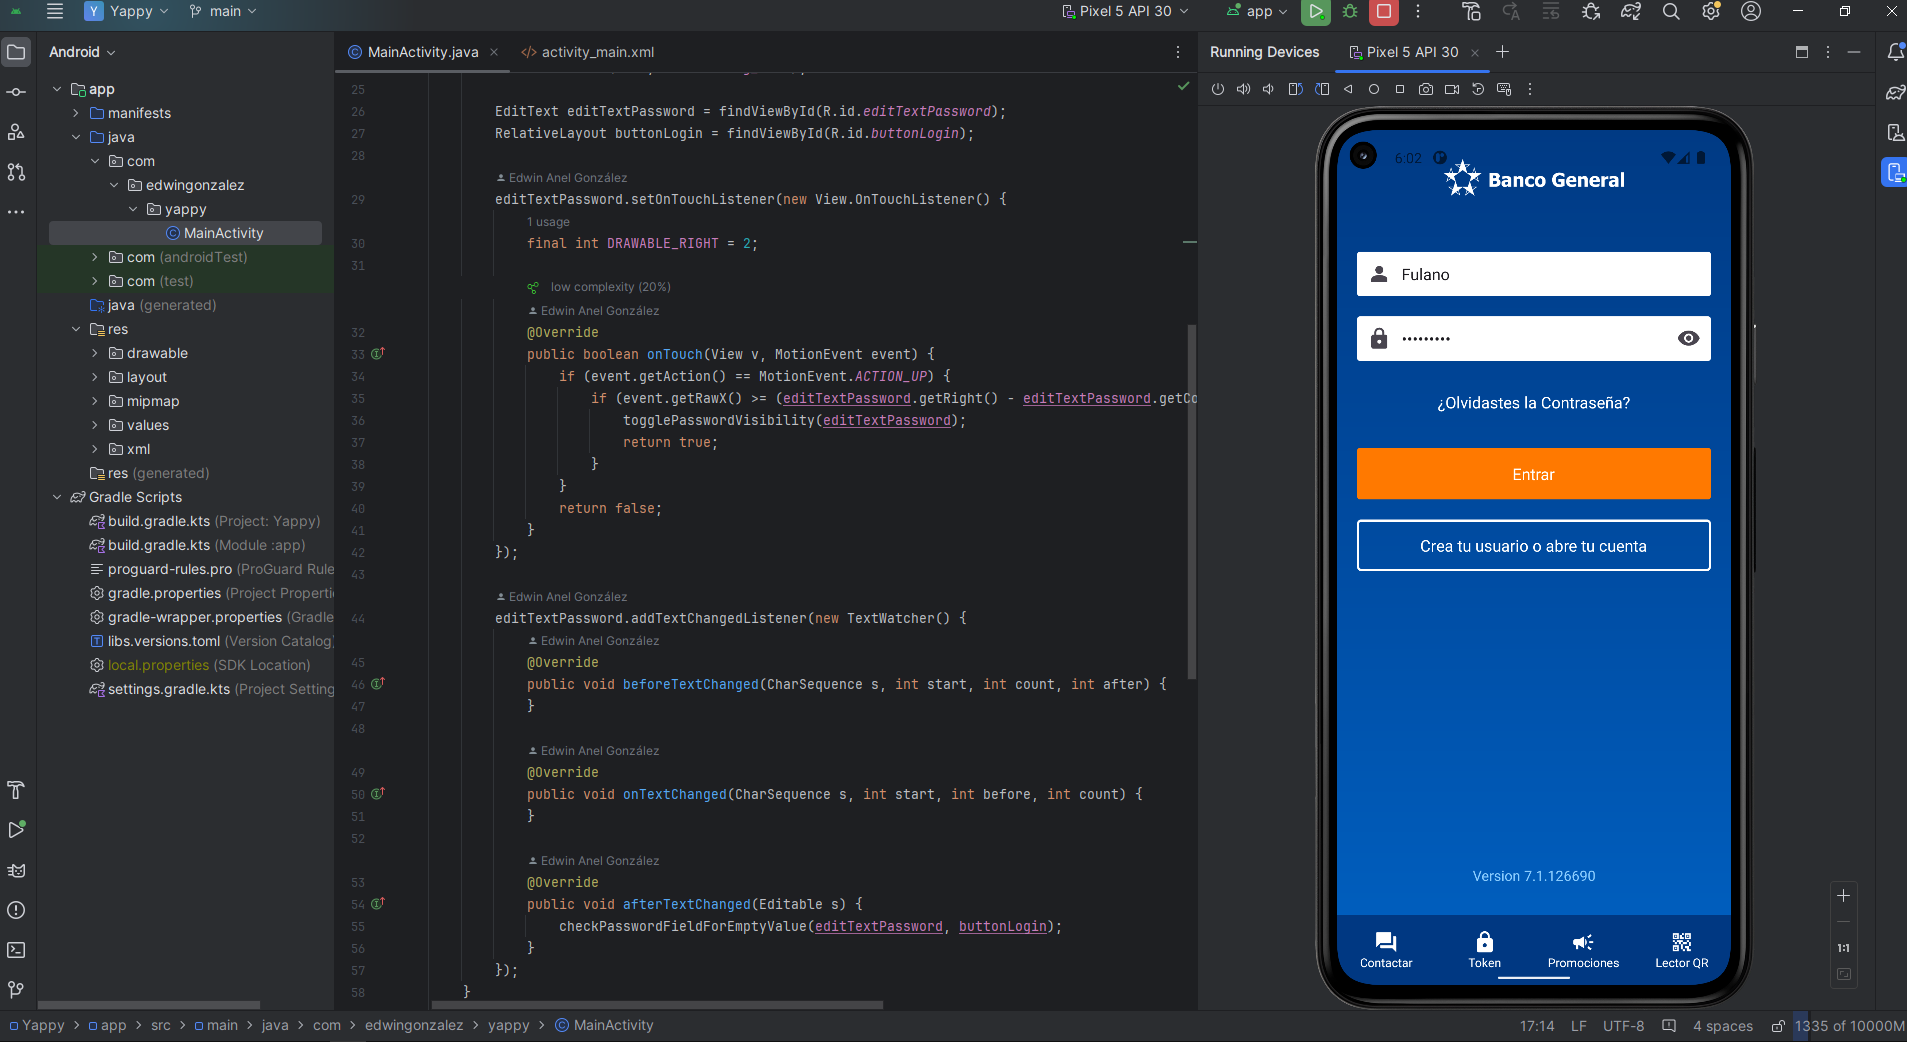 Y Yappy main Pixel 5 API 30 app
Android
MainActivity.java activity_main.xml
Running Devices Pixel 5 API 30
app
manifests
java
com
edwingonzalez
yappy
MainActivity
com (androidTest)
com (test)
java (generated)
res
drawable
layout
mipmap
values
xml
res (generated)
Gradle Scripts
build.gradle.kts (Project: Yappy)
build.gradle.kts (Module :app)
proguard-rules.pro (ProGuard Rule
gradle.properties (Project Properti
gradle-wrapper.properties (Gradle
libs.versions.toml (Version Catalog)
local.properties (SDK Location)
settings.gradle.kts (Project Setting
25
26 EditText editTextPassword = findViewById(R.id.editTextPassword);
27 RelativeLayout buttonLogin = findViewById(R.id.buttonLogin);
28
Edwin Anel González
29 editTextPassword.setOnTouchListener(new View.OnTouchListener() {
1 usage
30 final int DRAWABLE_RIGHT = 2;
31
low complexity (20%)
Edwin Anel González
32 @Override
33 public boolean onTouch(View v, MotionEvent event) {
34 if (event.getAction() == MotionEvent.ACTION_UP) {
35 if (event.getRawX() >= (editTextPassword.getRight() - editTextPassword.getCo
36 togglePasswordVisibility(editTextPassword);
37 return true;
38 }
39 }
40 return false;
41 }
42 });
43
Edwin Anel González
44 editTextPassword.addTextChangedListener(new TextWatcher() {
Edwin Anel González
45 @Override
46 public void beforeTextChanged(CharSequence s, int start, int count, int after) {
47 }
48
Edwin Anel González
49 @Override
50 public void onTextChanged(CharSequence s, int start, int before, int count) {
51 }
52
Edwin Anel González
53 @Override
54 public void afterTextChanged(Editable s) {
55 checkPasswordFieldForEmptyValue(editTextPassword, buttonLogin);
56 }
57 });
58 }
6:02
Banco General
Fulano
•••••••••
¿Olvidastes la Contraseña?
Entrar
Crea tu usuario o abre tu cuenta
Version 7.1.126690
Contactar Token Promociones Lector QR
1:1
Yappy > app > src > main > java > com > edwingonzalez > yappy > MainActivity
17:14 LF UTF-8 4 spaces 1335 of 10000M